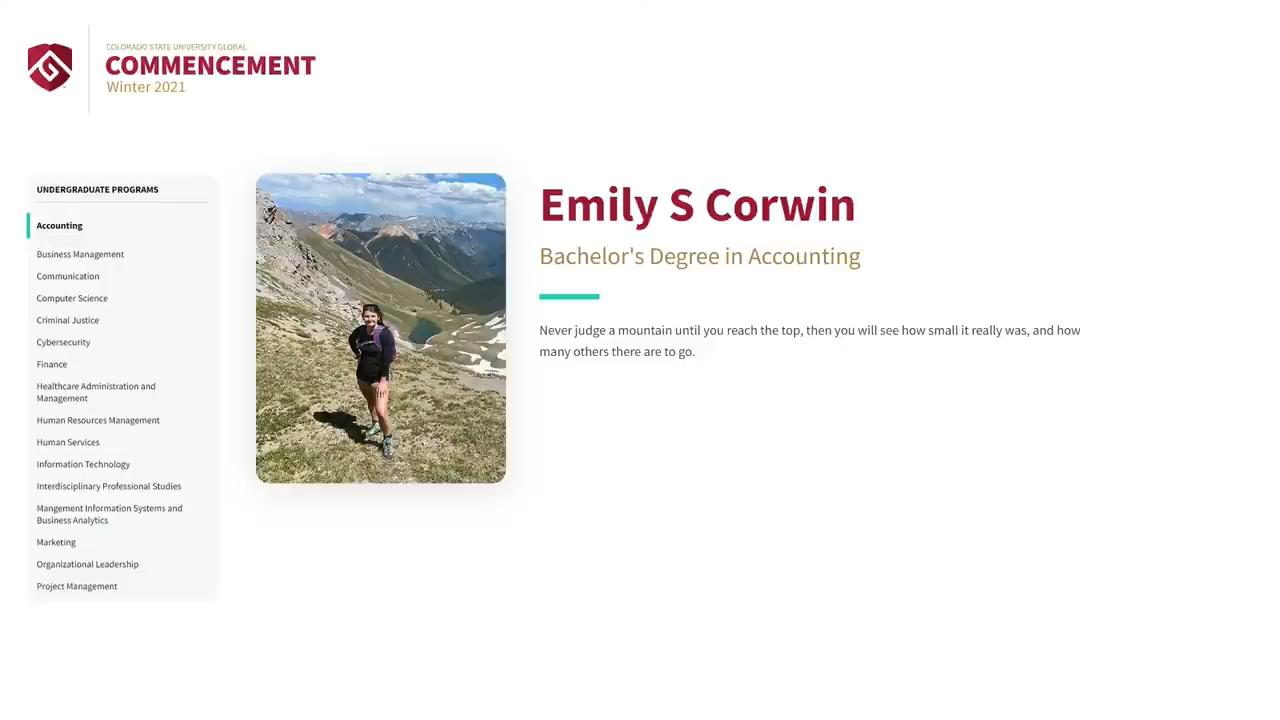 COLORADO STATE UNIVERSITY GLOBAL
COMMENCEMENT
Winter 2021
UNDERGRADUATE PROGRAMS
Accounting
Business Management
Communication
Computer Science
Criminal Justice
Cybersecurity
Finance
Healthcare Administration and
Management
Human Resources Management
Human Services
Information Technology
Interdisciplinary Professional Studies
Mangement Information Systems and
Business Analytics
Marketing
Organizational Leadership
Project Management
Emily S Corwin
Bachelor's Degree in Accounting
Never judge a mountain until you reach the top, then you will see how small it really was, and how
many others there are to go.